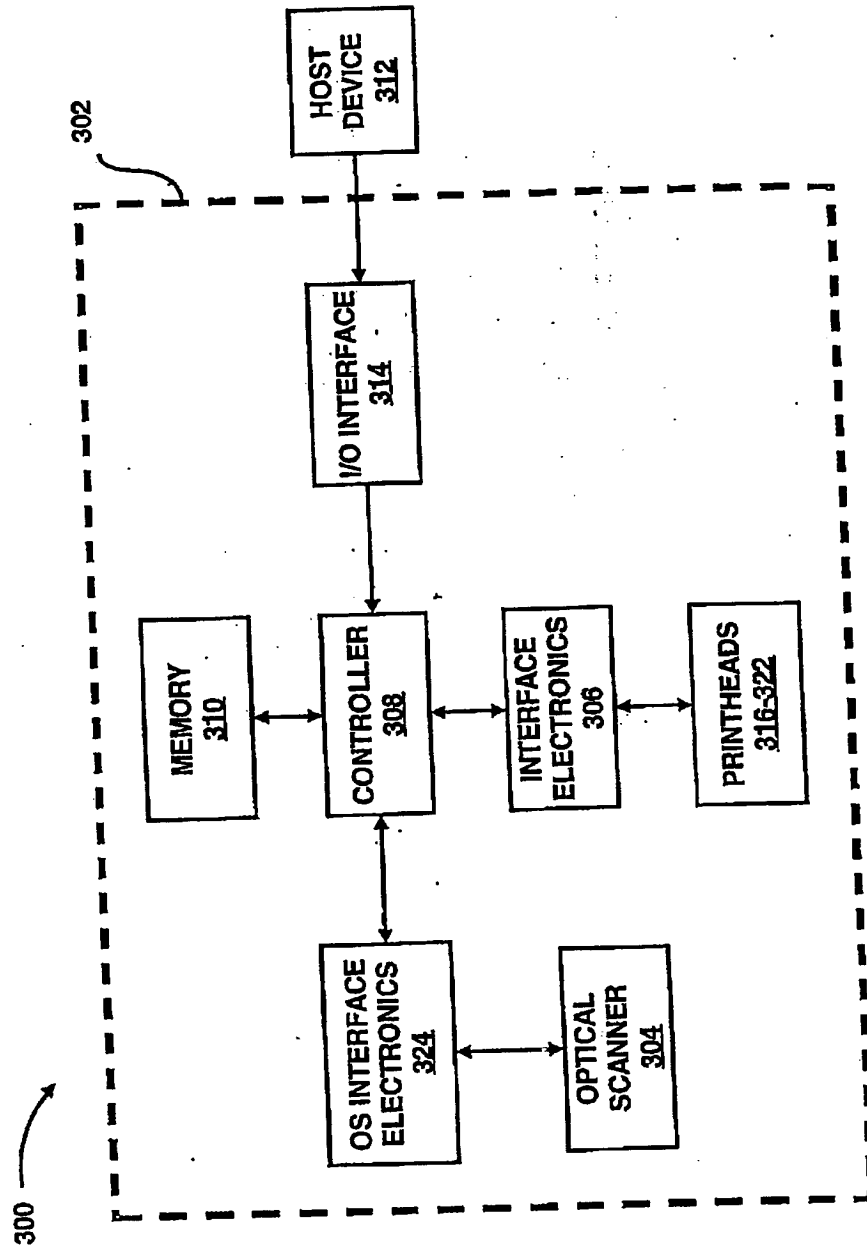 300
302
MEMORY
310
HOST
DEVICE
312
OS INTERFACE
ELECTRONICS
324
CONTROLLER
308
I/O INTERFACE
314
OPTICAL
SCANNER
304
INTERFACE
ELECTRONICS
306
PRINTHEADS
316-322